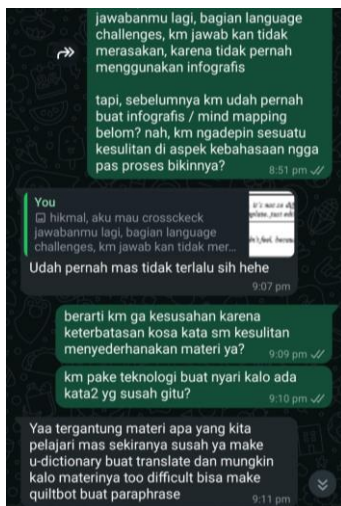 jawabanmu lagi, bagian language
challenges, km jawab kan tidak
merasakan, karena tidak pernah
menggunakan infografis
tapi, sebelumnya km udah pernah
buat infografis / mind mapping
belom? nah, km ngadepin sesuatu
kesulitan di aspek kebahasaan ngga
pas proses bikinnya?
8:51 pm
You
hikmal, aku mau crossckeck
jawabanmu lagi, bagian language
challenges, km jawab kan tidak mer...
Udah pernah mas tidak terlalu sih hehe
9:07 pm
berarti km ga kesusahan karena
keterbatasan kosa kata sm kesulitan
menyederhanakan materi ya?
9:09 pm
km pake teknologi buat nyari kalo ada
kata2 yg susah gitu?
9:10 pm
Yaa tergantung materi apa yang kita
pelajari mas sekiranya susah ya make
u-dictionary buat translate dan mungkin
kalo materinya too difficult bisa make
quiltbot buat paraphrase
9:11 pm